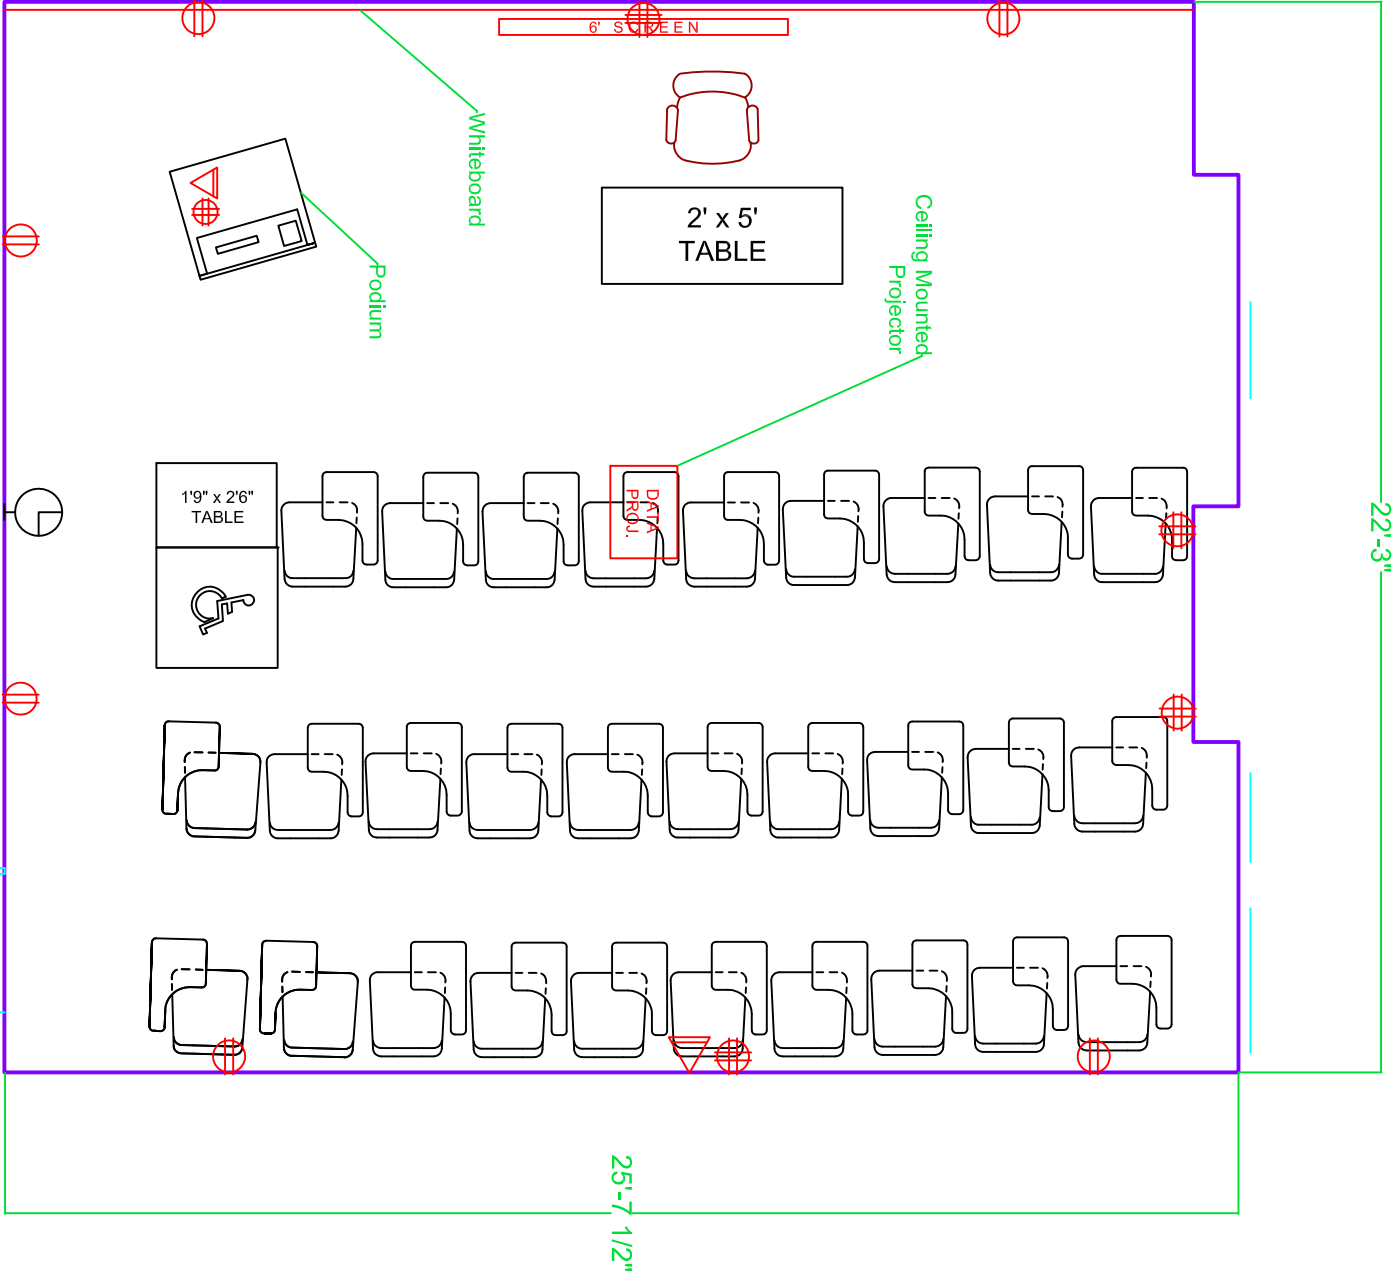 6' SCREEN
Whiteboard
2' x 5'
TABLE
Podium
Ceiling Mounted
Projector
1'9" x 2'6"
TABLE
DATA
PROJ.
22'-3"
25'-7 1/2"